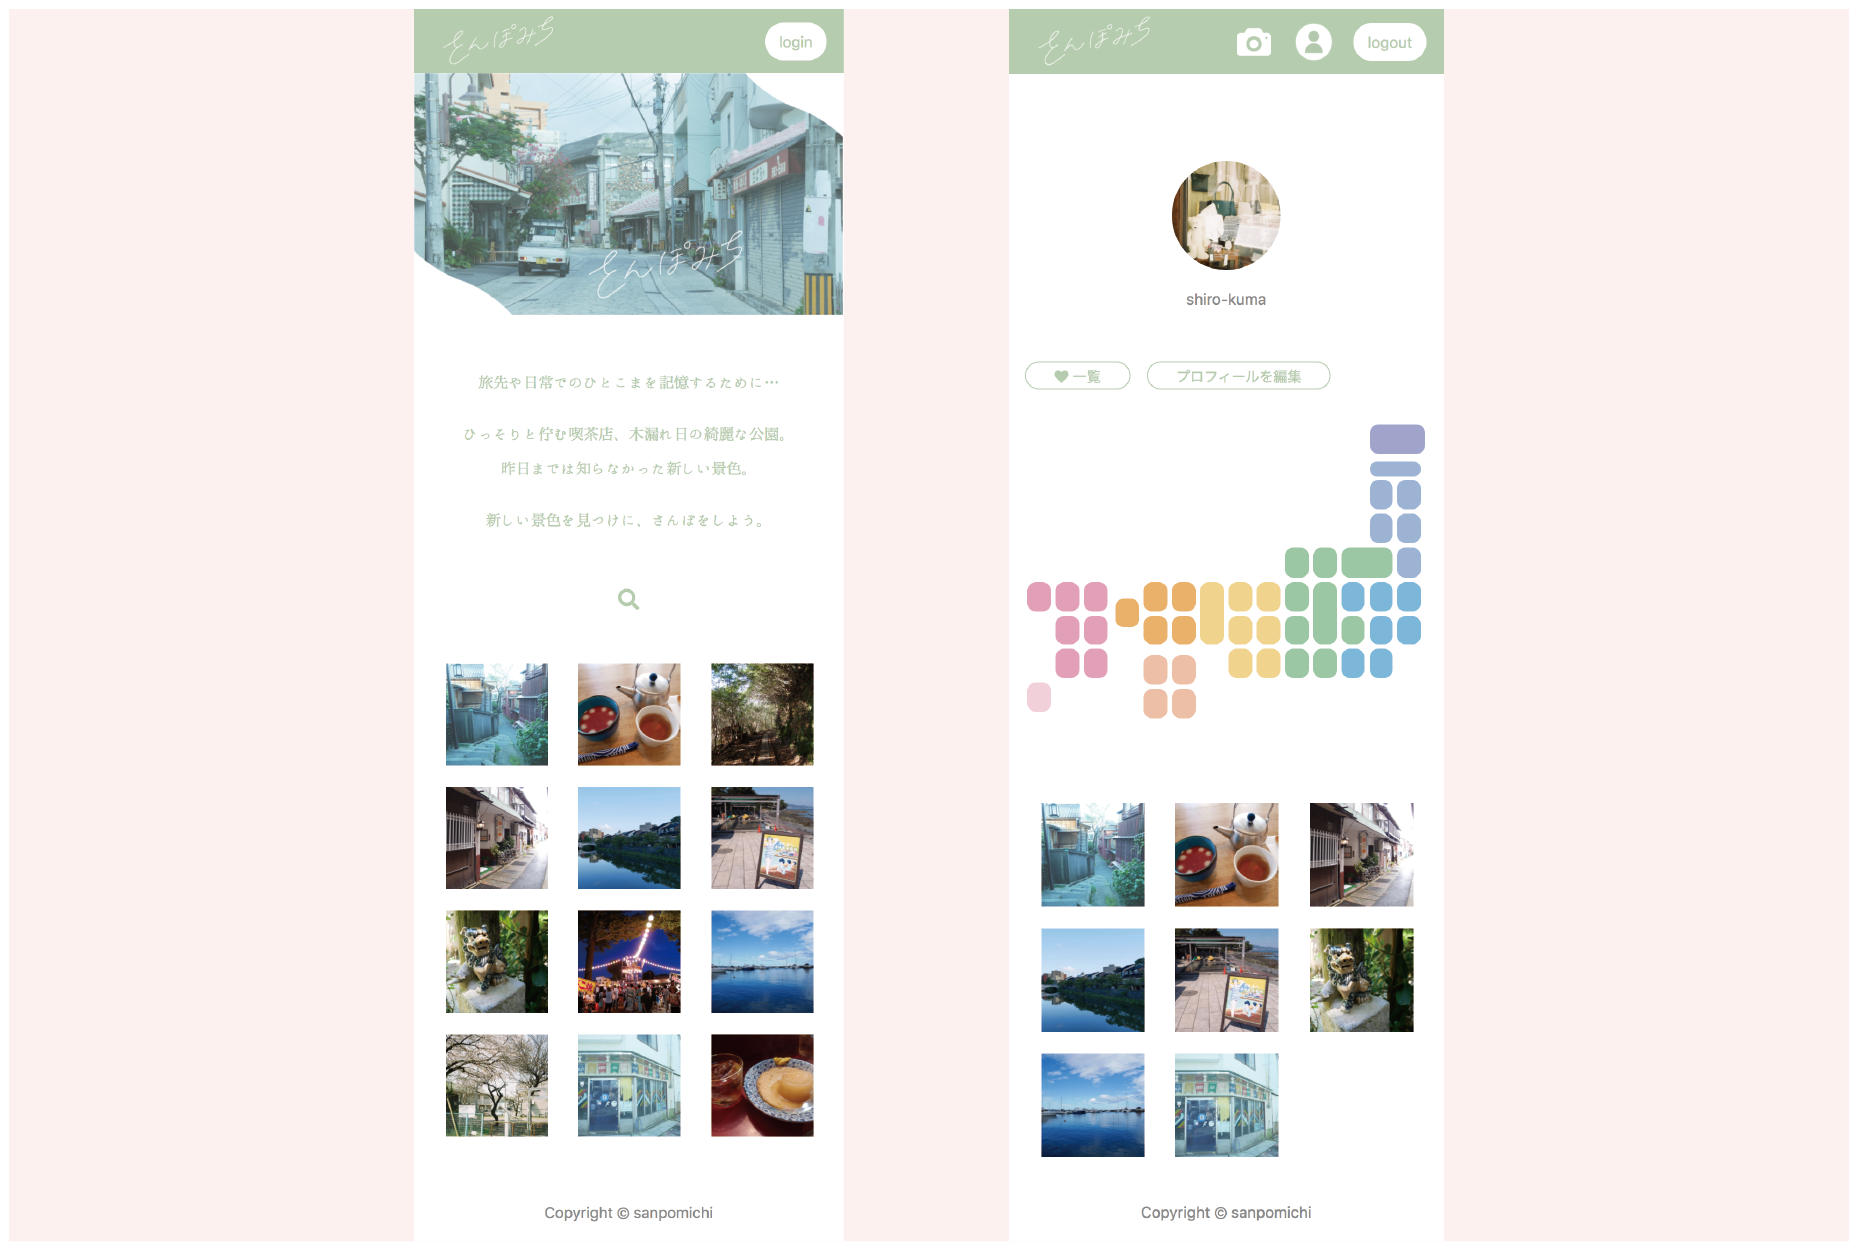 さんぽみち
login
さんぽみち
旅先や日常でのひとこまを記憶するために…
ひっそりと佇む喫茶店、木漏れ日の綺麗な公園。
昨日までは知らなかった新しい景色。
新しい景色を見つけに、さんぽをしよう。
Copyright © sanpomichi
さんぽみち
logout
shiro-kuma
一覧
プロフィールを編集
Copyright © sanpomichi